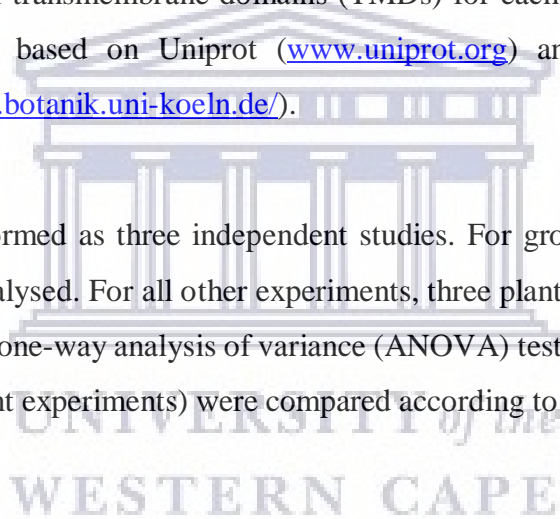 transmembrane domains (TMDs) for each
based on Uniprot (www.uniprot.org) an
.botanik.uni-koeln.de/).
ormed as three independent studies. For gro
alysed. For all other experiments, three plant
one-way analysis of variance (ANOVA) test
nt experiments) were compared according to
UNIVERSITY of the
WESTERN CAPE